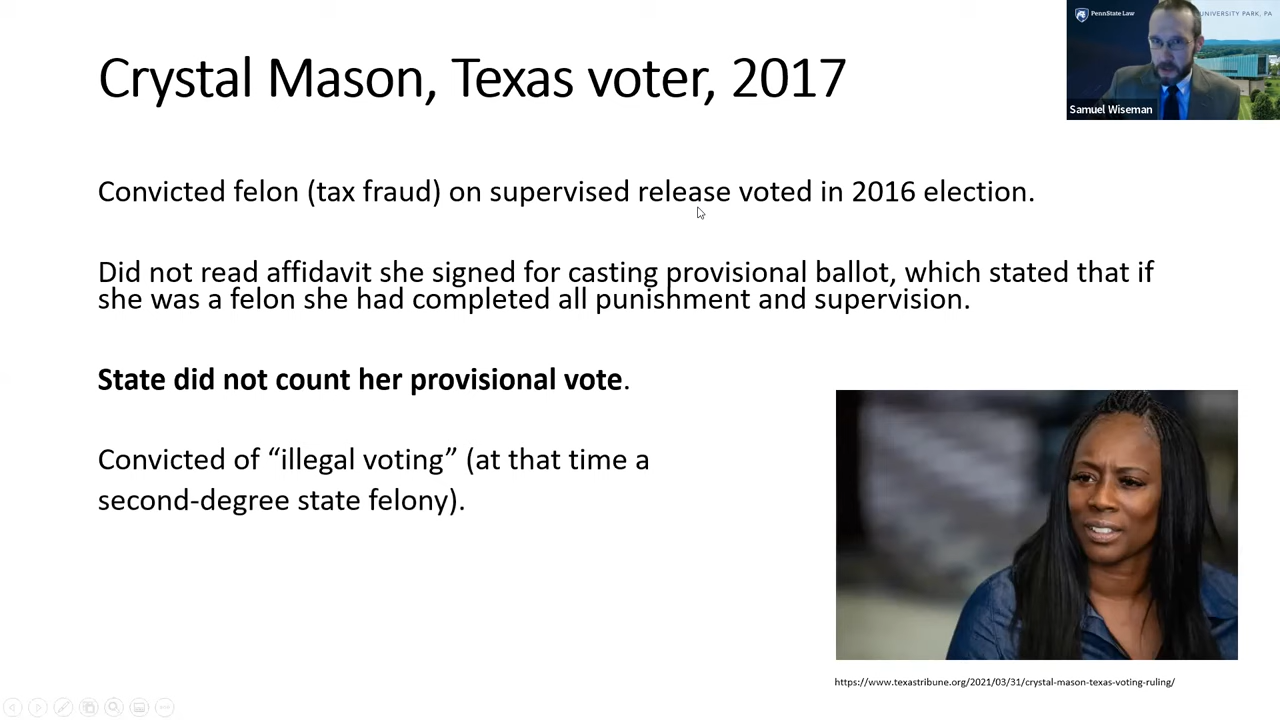 Crystal Mason, Texas voter, 2017
PennState Law
UNIVERSITY PARK, PA
Samuel Wiseman
Convicted felon (tax fraud) on supervised release voted in 2016 election.
Did not read affidavit she signed for casting provisional ballot, which stated that if
she was a felon she had completed all punishment and supervision.
State did not count her provisional vote.
Convicted of “illegal voting” (at that time a
second-degree state felony).
https://www.texastribune.org/2021/03/31/crystal-mason-texas-voting-ruling/